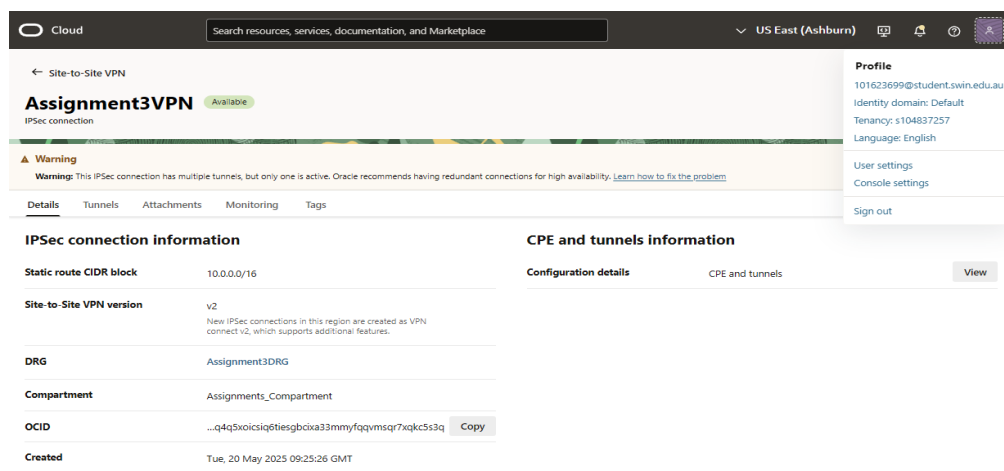 Cloud
Search resources, services, documentation, and Marketplace
US East (Ashburn)
Profile
101623699@student.swin.edu.au
Identity domain: Default
Tenancy: s104837257
Language: English
User settings
Console settings
Sign out
← Site-to-Site VPN
Assignment3VPN Available
IPSec connection
Warning
Warning: This IPSec connection has multiple tunnels, but only one is active. Oracle recommends having redundant connections for high availability. Learn how to fix the problem
Details Tunnels Attachments Monitoring Tags
IPSec connection information
Static route CIDR block 10.0.0.0/16
Site-to-Site VPN version v2
New IPSec connections in this region are created as VPN
connect v2, which supports additional features.
DRG Assignment3DRG
Compartment Assignments_Compartment
OCID ...q4q5xoicsiq6tiesgbcixa33mmyfqqvmsqr7xqkc5s3q Copy
Created Tue, 20 May 2025 09:25:26 GMT
CPE and tunnels information
Configuration details CPE and tunnels View